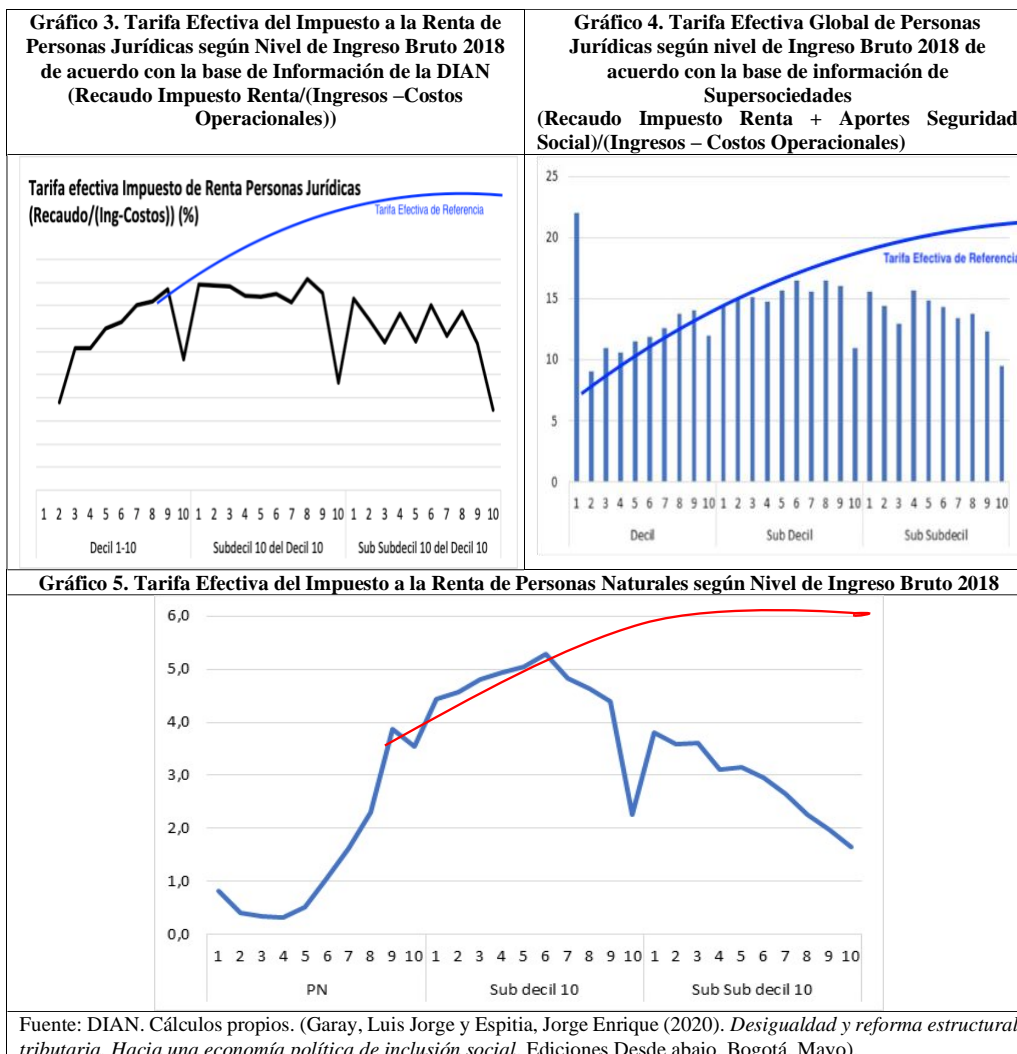 Gráfico 3. Tarifa Efectiva del Impuesto a la Renta de
Personas Jurídicas según Nivel de Ingreso Bruto 2018
de acuerdo con la base de Información de la DIAN
(Recaudo Impuesto Renta/(Ingresos –Costos
Operacionales))
Gráfico 4. Tarifa Efectiva Global de Personas
Jurídicas según nivel de Ingreso Bruto 2018 de
acuerdo con la base de información de
Supersociedades
(Recaudo Impuesto Renta + Aportes Seguridad
Social)/(Ingresos – Costos Operacionales)
Tarifa efectiva Impuesto de Renta Personas Jurídicas
(Recaudo/(Ing-Costos)) (%)
Tarifa Efectiva de Referencia
1 2 3 4 5 6 7 8 9 10 1 2 3 4 5 6 7 8 9 10 1 2 3 4 5 6 7 8 9 10
Decil 1-10 Subdecil 10 del Decil 10 Sub Subdecil 10 del Decil 10
25
20
15
10
5
0
Tarifa Efectiva de Referencia
1 2 3 4 5 6 7 8 9 10 1 2 3 4 5 6 7 8 9 10 1 2 3 4 5 6 7 8 9 10
Decil Sub Decil Sub Subdecil
Gráfico 5. Tarifa Efectiva del Impuesto a la Renta de Personas Naturales según Nivel de Ingreso Bruto 2018
6,0
5,0
4,0
3,0
2,0
1,0
0,0
1 2 3 4 5 6 7 8 9 10 1 2 3 4 5 6 7 8 9 10 1 2 3 4 5 6 7 8 9 10
PN Sub decil 10 Sub Sub decil 10
Fuente: DIAN. Cálculos propios. (Garay, Luis Jorge y Espitia, Jorge Enrique (2020). Desigualdad y reforma estructural
tributaria. Hacia una economía política de inclusión social. Ediciones Desde abajo. Bogotá. Mayo)